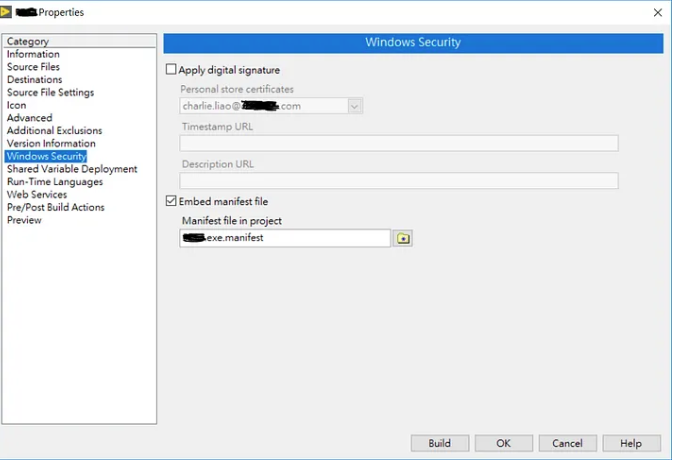 Properties
Category
Information
Source Files
Destinations
Source File Settings
Icon
Advanced
Additional Exclusions
Version Information
Windows Security
Shared Variable Deployment
Run-Time Languages
Web Services
Pre/Post Build Actions
Preview
Windows Security
Apply digital signature
Personal store certificates
charlie.liao@ .com
Timestamp URL
Description URL
Embed manifest file
Manifest file in project
.exe.manifest
Build OK Cancel Help